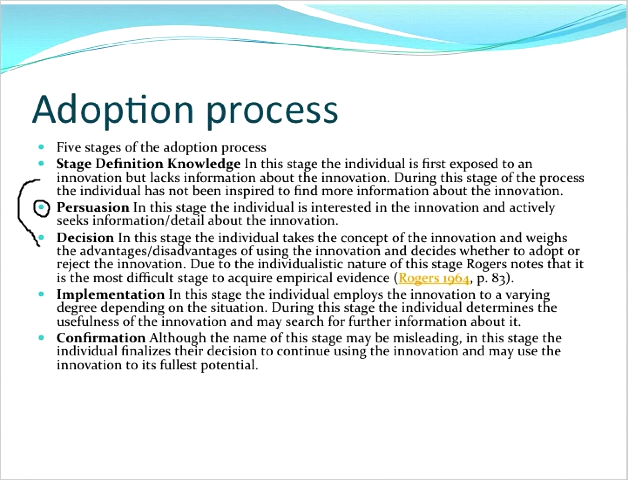 Adoption process
Five stages of the adoption process
Stage Definition Knowledge In this stage the individual is first exposed to an
innovation but lacks information about the innovation. During this stage of the process
the individual has not been inspired to find more information about the innovation.
Persuasion In this stage the individual is interested in the innovation and actively
seeks information/detail about the innovation.
Decision In this stage the individual takes the concept of the innovation and weighs
the advantages/disadvantages of using the innovation and decides whether to adopt or
reject the innovation. Due to the individualistic nature of this stage Rogers notes that it
is the most difficult stage to acquire empirical evidence (Rogers 1964, p. 83).
Implementation In this stage the individual employs the innovation to a varying
degree depending on the situation. During this stage the individual determines the
usefulness of the innovation and may search for further information about it.
Confirmation Although the name of this stage may be misleading, in this stage the
individual finalizes their decision to continue using the innovation and may use the
innovation to its fullest potential.